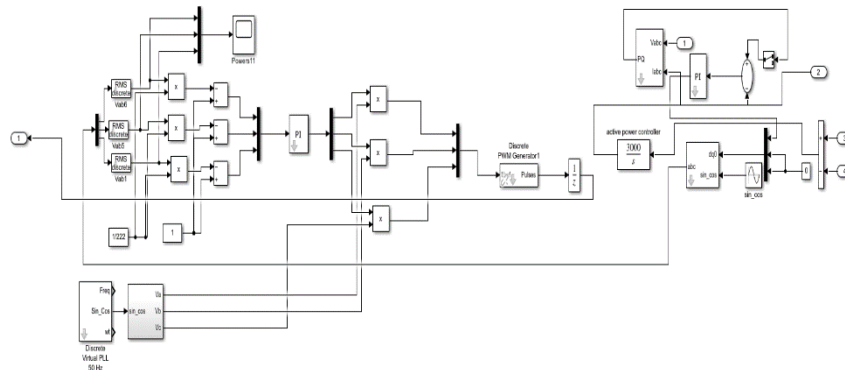 Powers11
RMS
discrete
Vab6
RMS
discrete
Vab5
RMS
discrete
Vab1
x
x
x
PI
x
x
x
Discrete
PWM Generator1
Pulses
1
z
1
1/222
1
Freq
Sin_Cos
wt
Discrete
Virtual PLL
50 Hz
sin_cos
Va
Vb
Vc
Vabc
Iabc
PQ
1
PI
2
active power controller
3000
s
dq0
sin_cos
abc
sin_cos
0
3
4